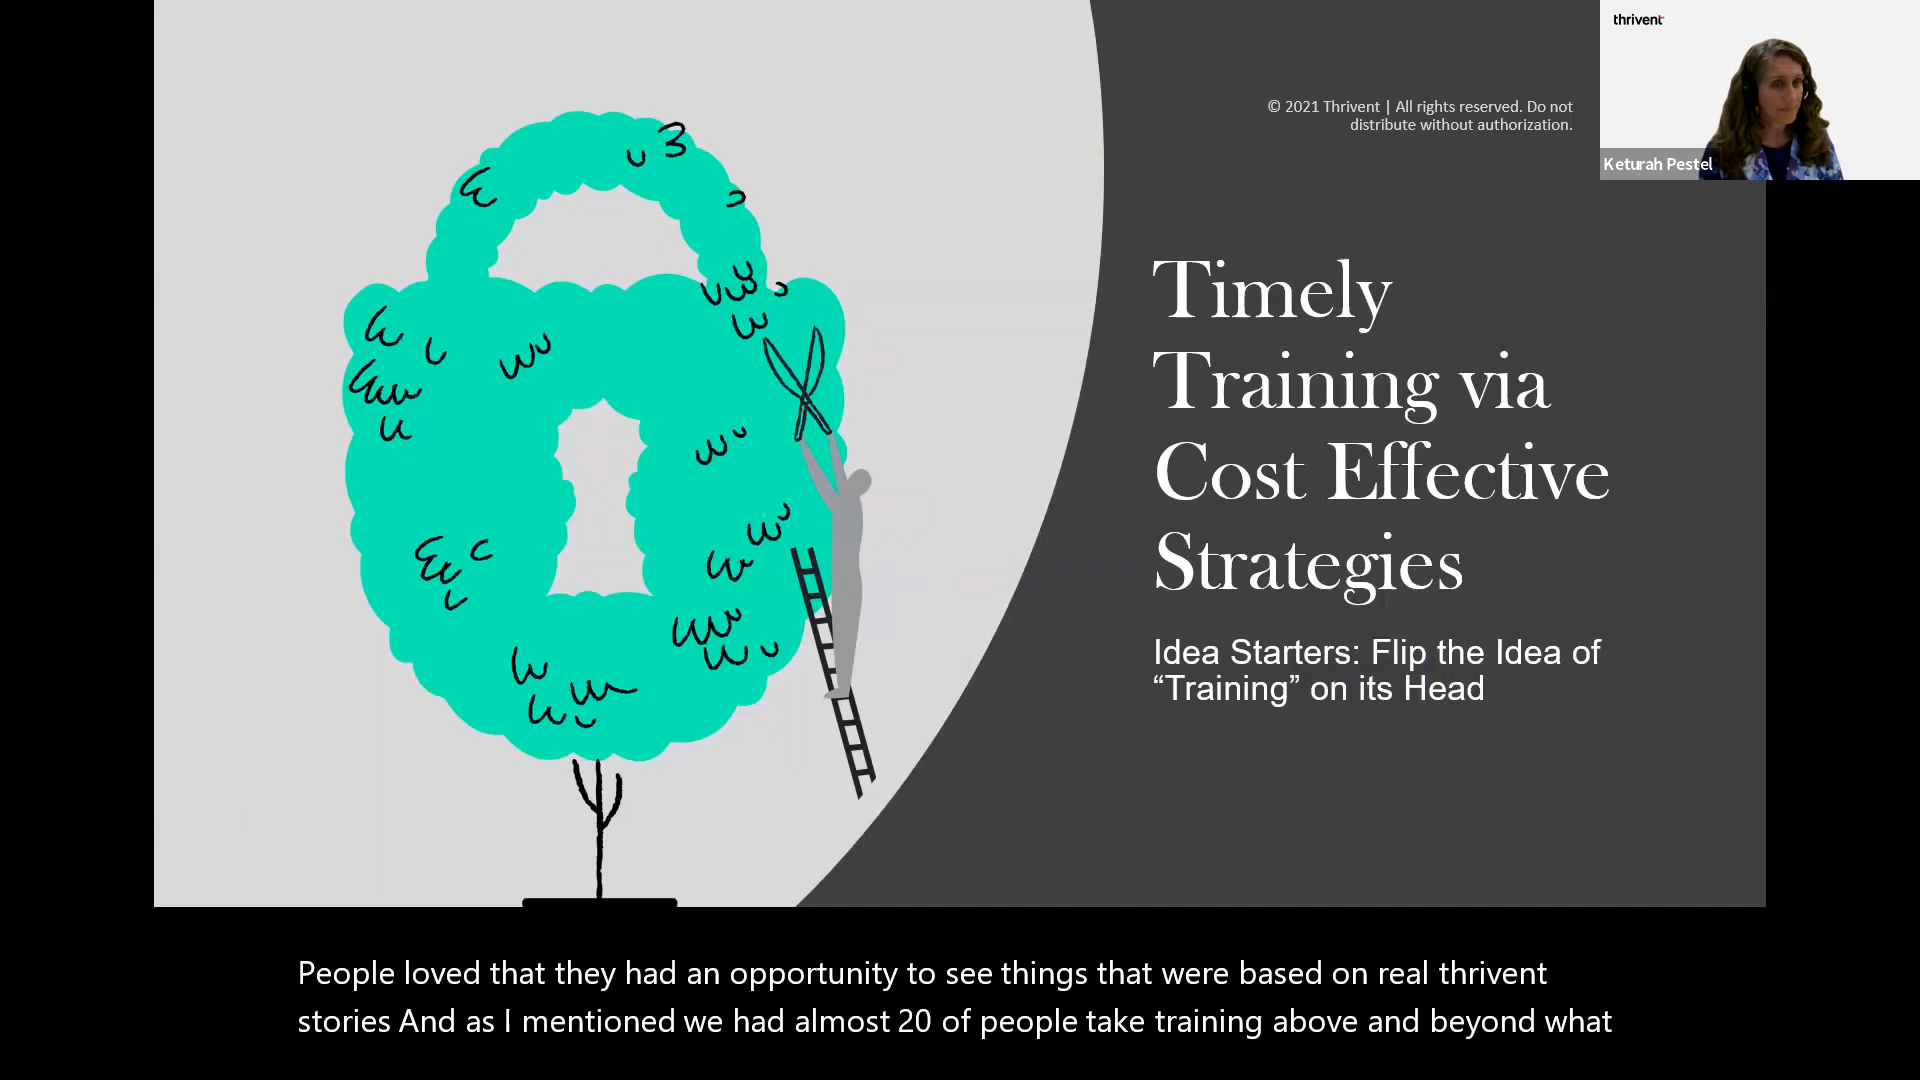 thrivent
© 2021 Thrivent | All rights reserved. Do not
distribute without authorization.
Keturah Pestel
Timely
Training via
Cost Effective
Strategies
Idea Starters: Flip the Idea of
“Training” on its Head
People loved that they had an opportunity to see things that were based on real thrivent
stories And as I mentioned we had almost 20 of people take training above and beyond what